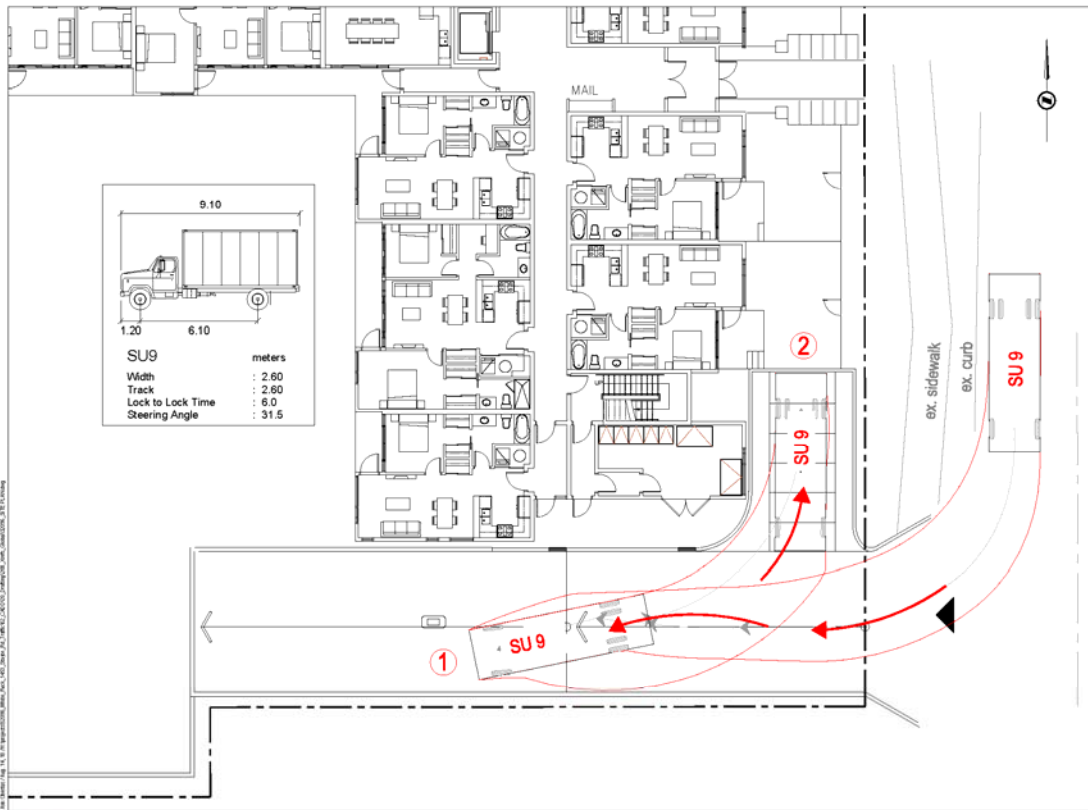 MAIL
9.10
1.20
6.10
SU9
meters
Width : 2.60
Track : 2.60
Lock to Lock Time : 6.0
Steering Angle : 31.5
UP
2
ex. sidewalk
ex. curb
SU 9
SU 9
SU 9
1